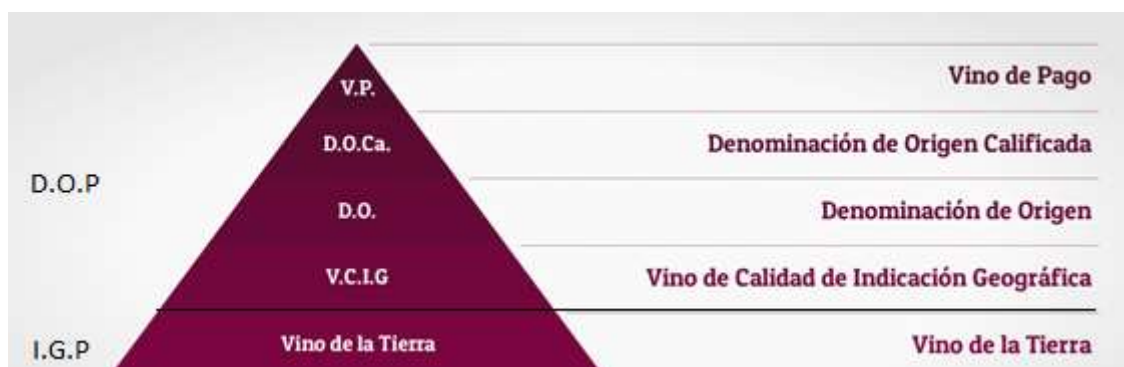 V.P.
Vino de Pago
D.O.Ca.
Denominación de Origen Calificada
D.O.P
D.O.
Denominación de Origen
V.C.I.G
Vino de Calidad de Indicación Geográfica
I.G.P
Vino de la Tierra
Vino de la Tierra